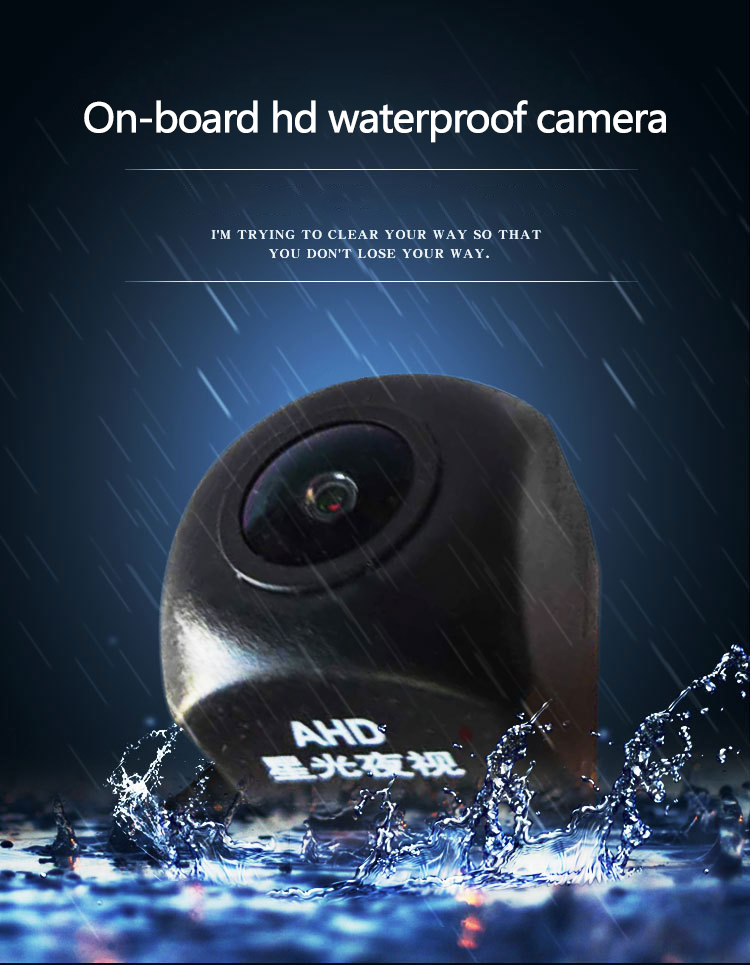 On-board hd waterproof camera
I'M TRYING TO CLEAR YOUR WAY SO THAT
YOU DON'T LOSE YOUR WAY.
AHD
星光夜视